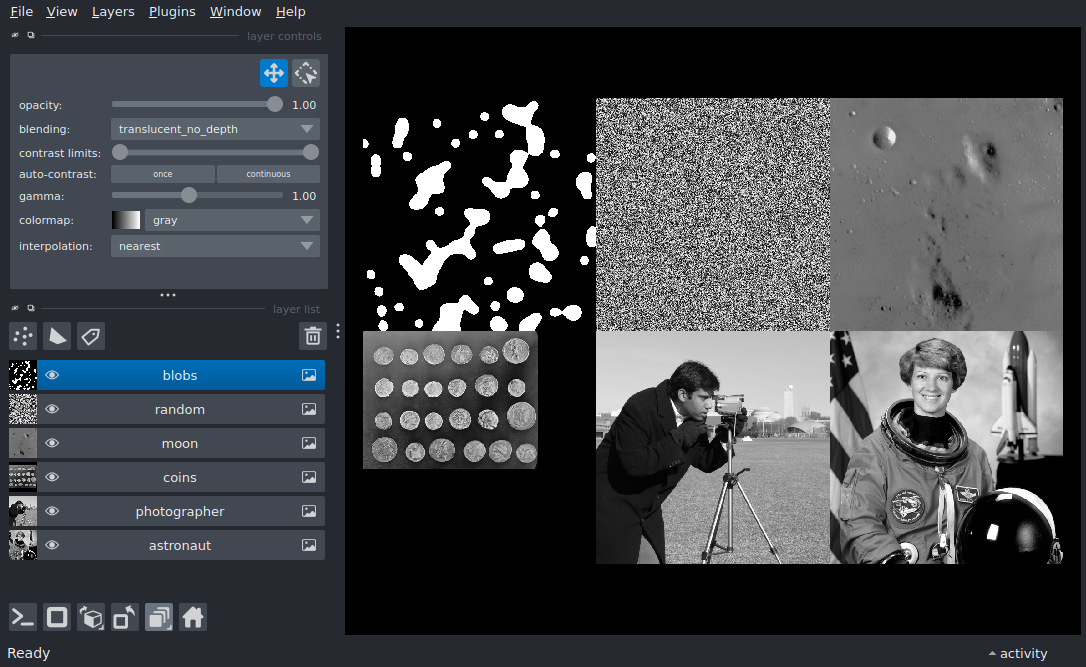 File View Layers Plugins Window Help
layer controls
opacity: 1.00
blending: translucent_no_depth
contrast limits:
auto-contrast: once continuous
gamma: 1.00
colormap: gray
interpolation: nearest
layer list
blobs
random
moon
coins
photographer
astronaut
Ready
activity